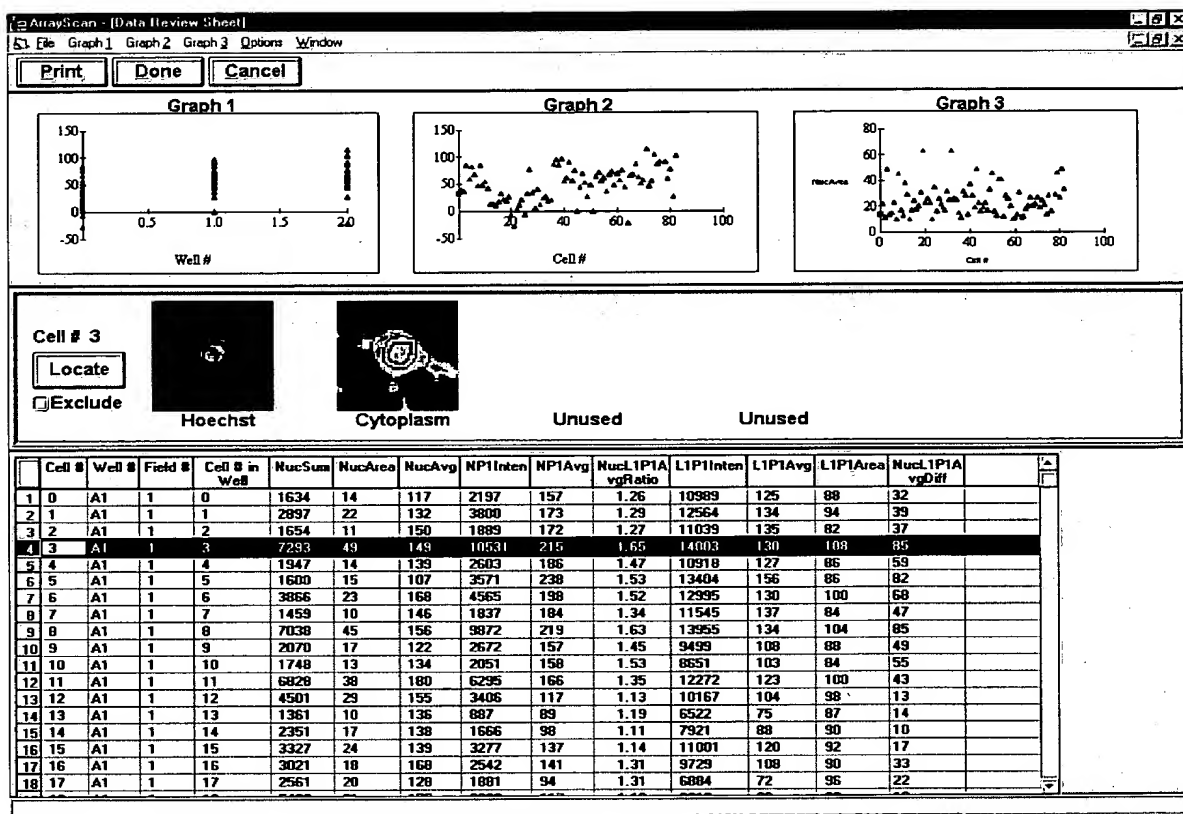 ArrayScan - [Data Review Sheet]
File Graph 1 Graph 2 Graph 3 Options Window
Print Done Cancel
Graph 1 Graph 2 Graph 3
150 100 50 0 -50
0.5 1.0 1.5 2.0
Well #
150 100 50 0 -50
20 40 60 80 100
Cell #
NucArea
80 60 40 20 0
0 20 40 60 80 100
Cell #
Cell # 3
Locate
Exclude
Hoechst Cytoplasm Unused Unused
Cell # Well # Field # Cell # in Well NucSum NucArea NucAvg NP1Inten NP1Avg NucL1P1AvgRatio L1P1Inten L1P1Avg L1P1Area NucL1P1AvgDiff
1 0 A1 1 0 1634 14 117 2197 157 1.26 10989 125 88 32
2 1 A1 1 1 2897 22 132 3800 173 1.29 12564 134 94 39
3 2 A1 1 2 1654 11 150 1889 172 1.27 11039 135 82 37
4 3 A1 1 3 7293 49 149 10531 215 1.65 14003 130 108 85
5 4 A1 1 4 1947 14 139 2603 186 1.47 10918 127 86 59
6 5 A1 1 5 1600 15 107 3571 238 1.53 13404 156 86 82
7 6 A1 1 6 3866 23 168 4565 198 1.52 12995 130 100 68
8 7 A1 1 7 1459 10 146 1837 184 1.34 11545 137 84 47
9 8 A1 1 8 7038 45 156 9872 219 1.63 13955 134 104 85
10 9 A1 1 9 2070 17 122 2672 157 1.45 9499 108 88 49
11 10 A1 1 10 1748 13 134 2051 158 1.53 8651 103 84 55
12 11 A1 1 11 6828 38 180 6295 166 1.35 12272 123 100 43
13 12 A1 1 12 4501 29 155 3406 117 1.13 10167 104 98 13
14 13 A1 1 13 1361 10 136 887 89 1.19 6522 75 87 14
15 14 A1 1 14 2351 17 138 1666 98 1.11 7921 88 90 10
16 15 A1 1 15 3327 24 139 3277 137 1.14 11001 120 92 17
17 16 A1 1 16 3021 18 168 2542 141 1.31 9729 108 90 33
18 17 A1 1 17 2561 20 128 1881 94 1.31 6884 72 96 22